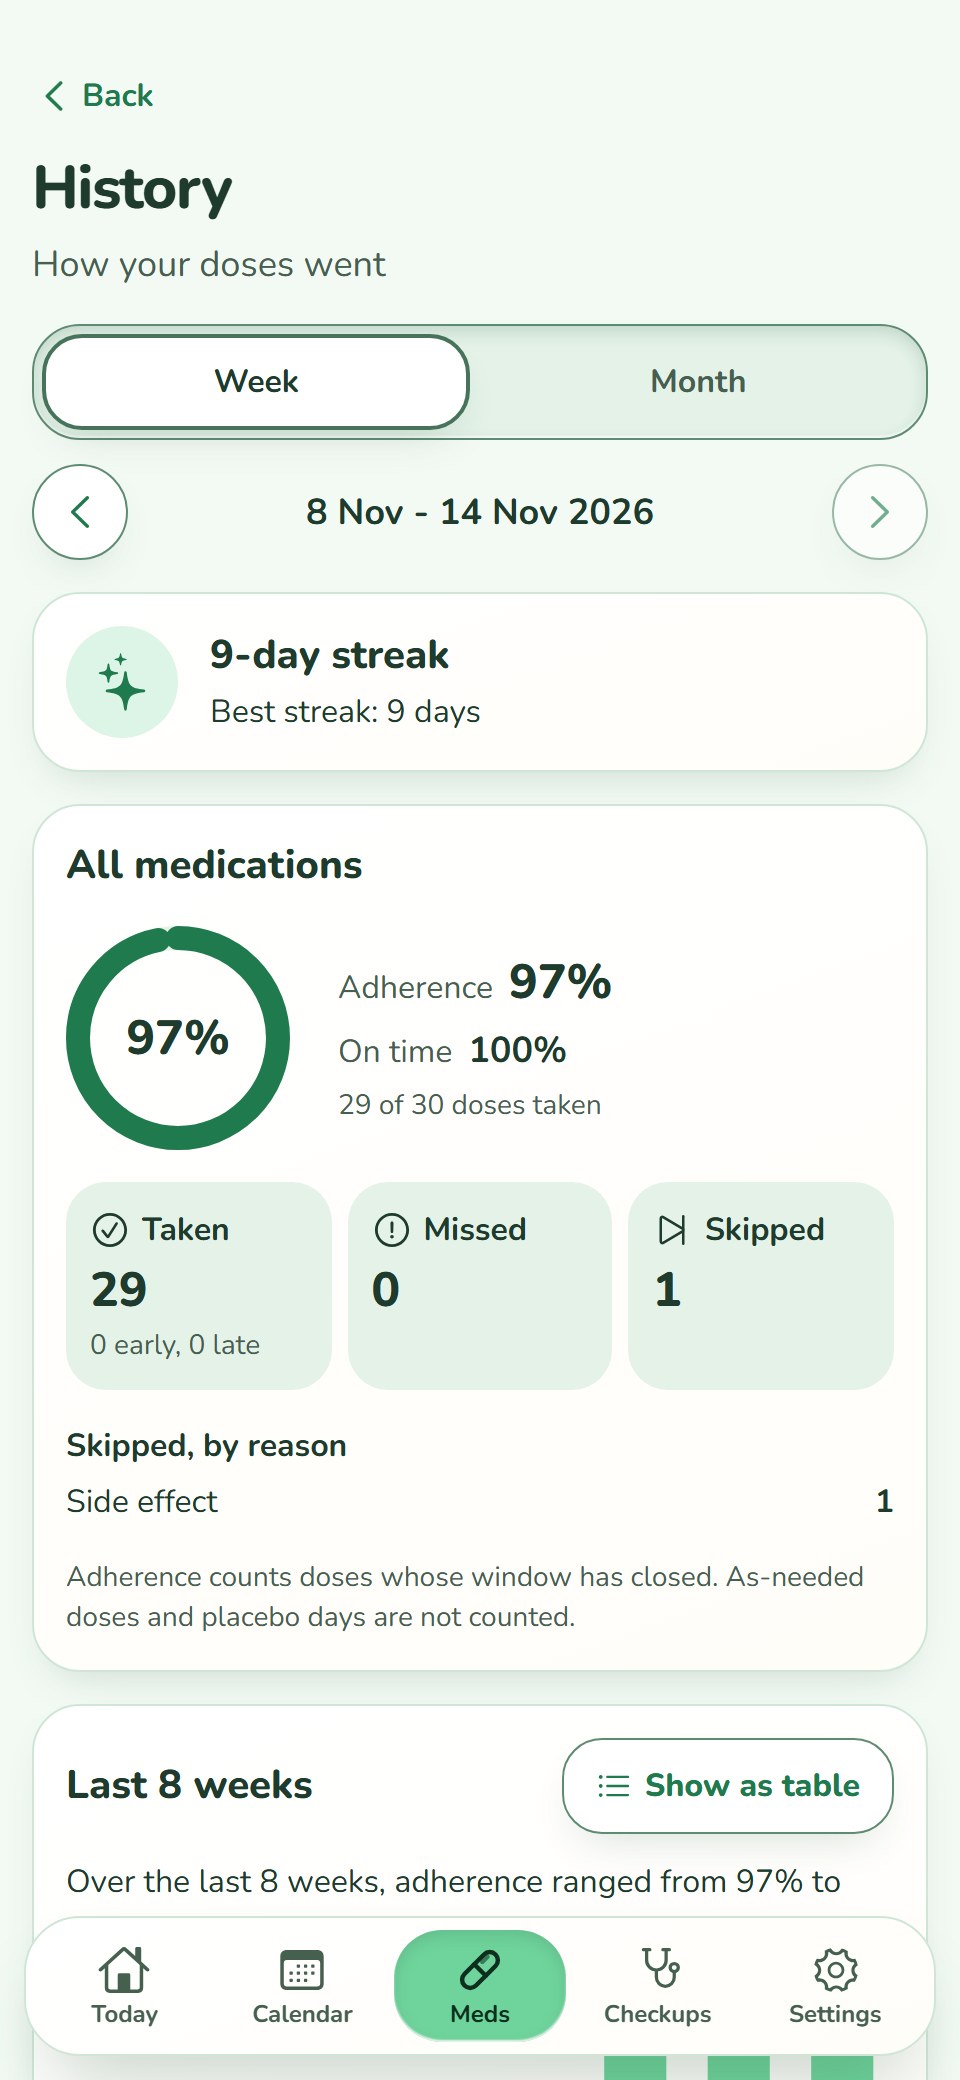 Back
History
How your doses went
Week
Month
8 Nov - 14 Nov 2026
9-day streak
Best streak: 9 days
All medications
97%
Adherence 97%
On time 100%
29 of 30 doses taken
Taken
29
0 early, 0 late
Missed
0
Skipped
1
Skipped, by reason
Side effect 1
Adherence counts doses whose window has closed. As-needed
doses and placebo days are not counted.
Last 8 weeks
Show as table
Over the last 8 weeks, adherence ranged from 97% to
Today
Calendar
Meds
Checkups
Settings